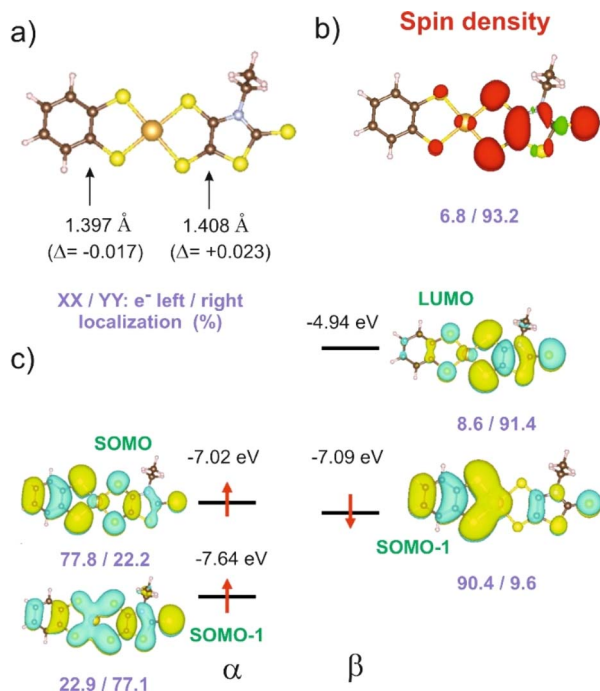 a)
b)
Spin density
1.397 Å
(Δ= -0.017)
1.408 Å
(Δ= +0.023)
6.8 / 93.2
XX / YY: e⁻ left / right
localization (%)
LUMO
-4.94 eV
8.6 / 91.4
c)
SOMO
-7.02 eV
77.8 / 22.2
-7.09 eV
SOMO-1
90.4 / 9.6
-7.64 eV
SOMO-1
22.9 / 77.1
α
β